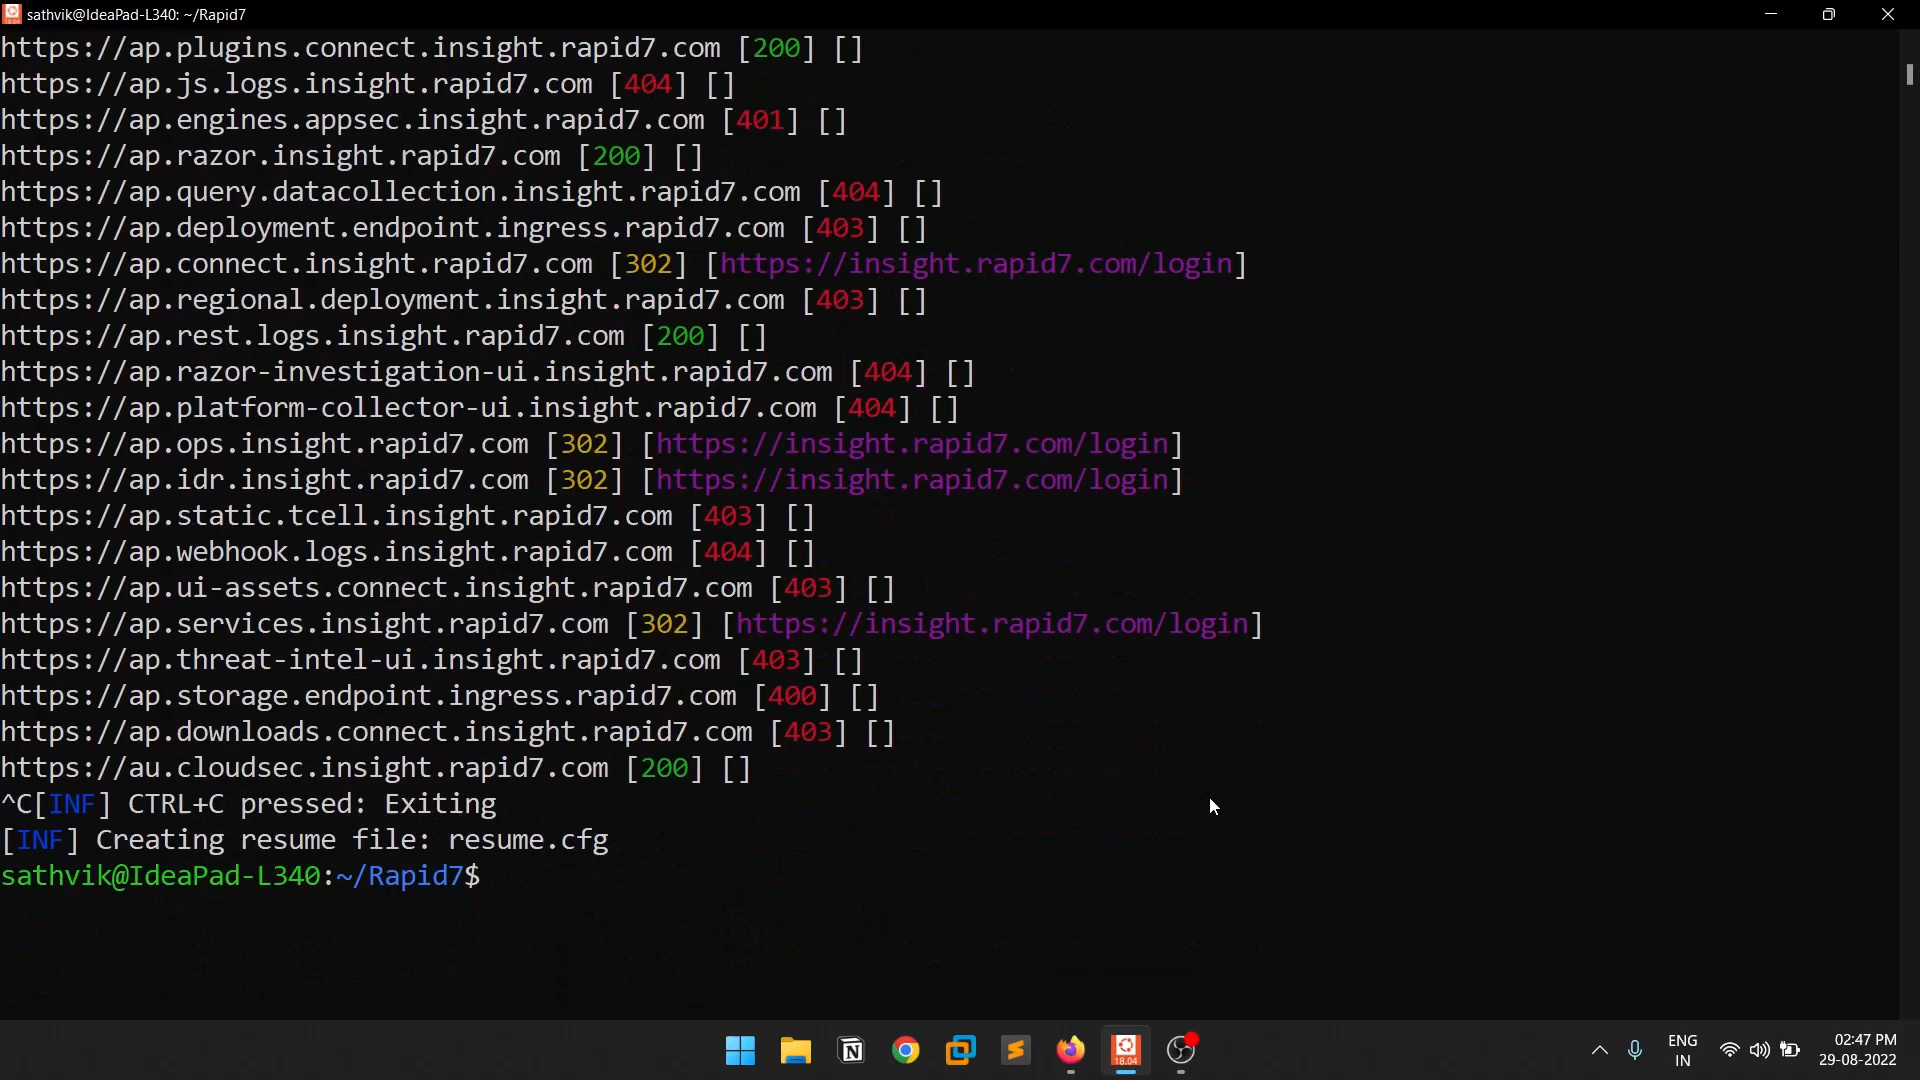 sathvik@IdeaPad-L340: ~/Rapid7
https://ap.plugins.connect.insight.rapid7.com [200] []
https://ap.js.logs.insight.rapid7.com [404] []
https://ap.engines.appsec.insight.rapid7.com [401] []
https://ap.razor.insight.rapid7.com [200] []
https://ap.query.datacollection.insight.rapid7.com [404] []
https://ap.deployment.endpoint.ingress.rapid7.com [403] []
https://ap.connect.insight.rapid7.com [302] [https://insight.rapid7.com/login]
https://ap.regional.deployment.insight.rapid7.com [403] []
https://ap.rest.logs.insight.rapid7.com [200] []
https://ap.razor-investigation-ui.insight.rapid7.com [404] []
https://ap.platform-collector-ui.insight.rapid7.com [404] []
https://ap.ops.insight.rapid7.com [302] [https://insight.rapid7.com/login]
https://ap.idr.insight.rapid7.com [302] [https://insight.rapid7.com/login]
https://ap.static.tcell.insight.rapid7.com [403] []
https://ap.webhook.logs.insight.rapid7.com [404] []
https://ap.ui-assets.connect.insight.rapid7.com [403] []
https://ap.services.insight.rapid7.com [302] [https://insight.rapid7.com/login]
https://ap.threat-intel-ui.insight.rapid7.com [403] []
https://ap.storage.endpoint.ingress.rapid7.com [400] []
https://ap.downloads.connect.insight.rapid7.com [403] []
https://au.cloudsec.insight.rapid7.com [200] []
^C[INF] CTRL+C pressed: Exiting
[INF] Creating resume file: resume.cfg
sathvik@IdeaPad-L340:~/Rapid7$
18.04
ENG
IN
02:47 PM
29-08-2022